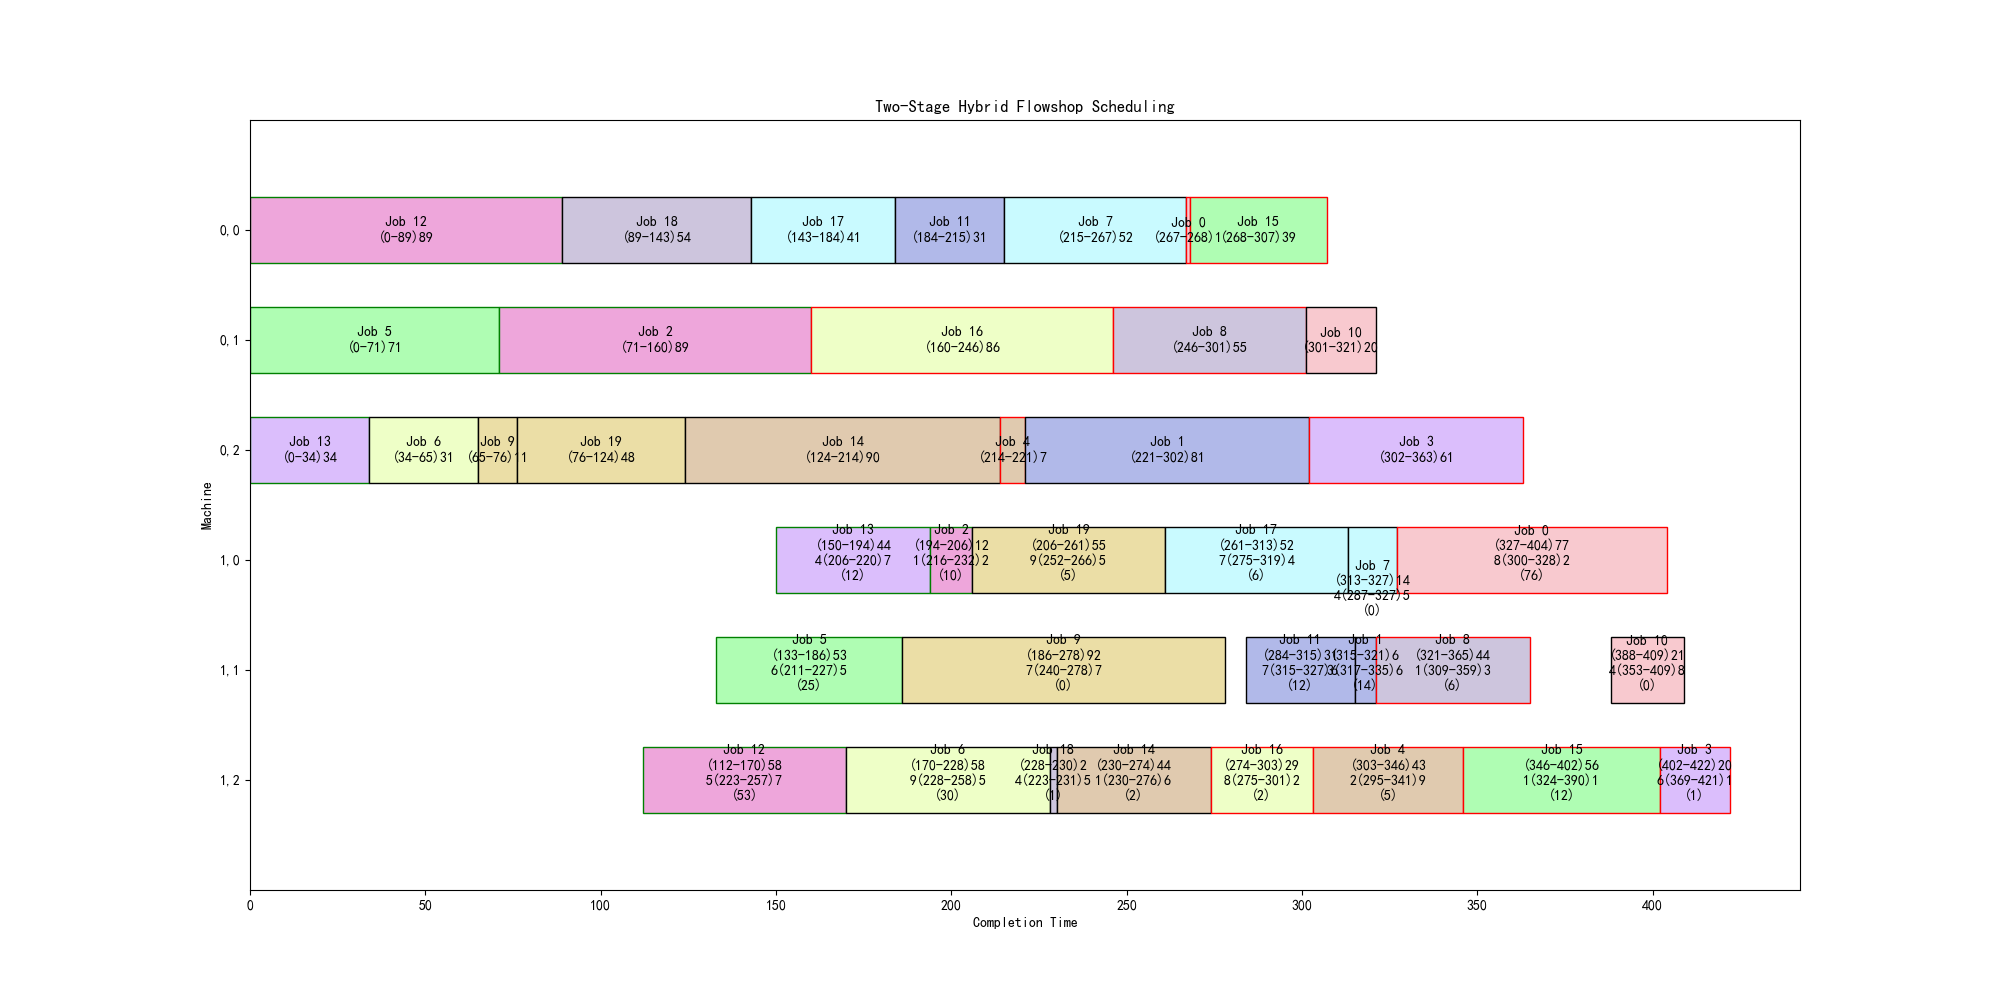 Two-Stage Hybrid Flowshop Scheduling
0,0
Job 12
(0-89)89
Job 18
(89-143)54
Job 17
(143-184)41
Job 11
(184-215)31
Job 7
(215-267)52
Job 0
(267-268)1
Job 15
(268-307)39
0,1
Job 5
(0-71)71
Job 2
(71-160)89
Job 16
(160-246)86
Job 8
(246-301)55
Job 10
(301-321)20
0,2
Job 13
(0-34)34
Job 6
(34-65)31
Job 9
(65-76)11
Job 19
(76-124)48
Job 14
(124-214)90
Job 4
(214-221)7
Job 1
(221-302)81
Job 3
(302-363)61
Machine
1,0
Job 13
(150-194)44
4(206-220)7
(12)
Job 2
(194-206)12
1(216-232)2
(10)
Job 19
(206-261)55
9(252-266)5
(5)
Job 17
(261-313)52
7(275-319)4
(6)
Job 7
(313-327)14
4(287-327)5
(0)
Job 0
(327-404)77
8(300-328)2
(76)
1,1
Job 5
(133-186)53
6(211-227)5
(25)
Job 9
(186-278)92
7(240-278)7
(0)
Job 11
(284-315)31
7(315-327)6
(12)
Job 1
(315-321)6
(317-335)6
(14)
Job 8
(321-365)44
1(309-359)3
(6)
Job 10
(388-409)21
4(353-409)8
(0)
1,2
Job 12
(112-170)58
5(223-257)7
(53)
Job 6
(170-228)58
9(228-258)5
(30)
Job 18
(228-230)2
4(223-231)5
(1)
Job 14
(230-274)44
1(230-276)6
(2)
Job 16
(274-303)29
8(275-301)2
(2)
Job 4
(303-346)43
2(295-341)9
(5)
Job 15
(346-402)56
1(324-390)1
(12)
Job 3
(402-422)20
6(369-421)1
(1)
0
50
100
150
200
250
300
350
400
Completion Time